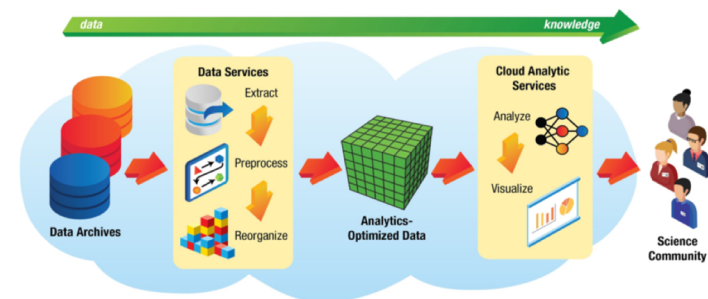 data
knowledge
Data Services
Extract
Preprocess
Reorganize
Data Archives
Analytics-
Optimized Data
Cloud Analytic
Services
Analyze
Visualize
Science
Community